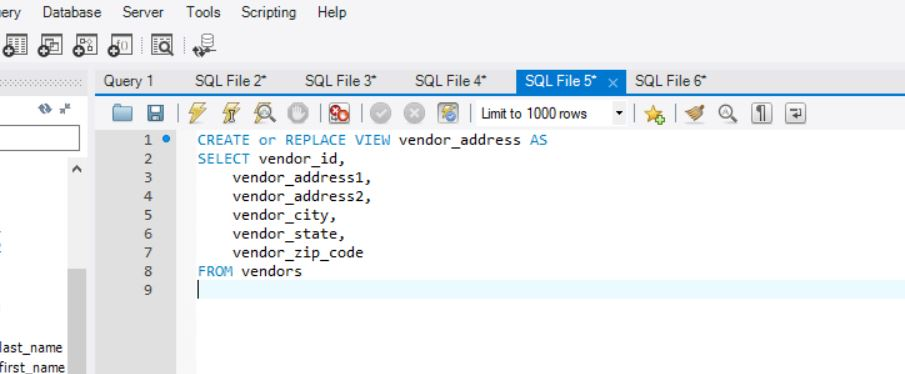 ery Database Server Tools Scripting Help
Query 1 SQL File 2* SQL File 3* SQL File 4* SQL File 5* × SQL File 6*
Limit to 1000 rows
1 CREATE or REPLACE VIEW vendor_address AS
2 SELECT vendor_id,
3 vendor_address1,
4 vendor_address2,
5 vendor_city,
6 vendor_state,
7 vendor_zip_code
8 FROM vendors
9
last_name
first_name